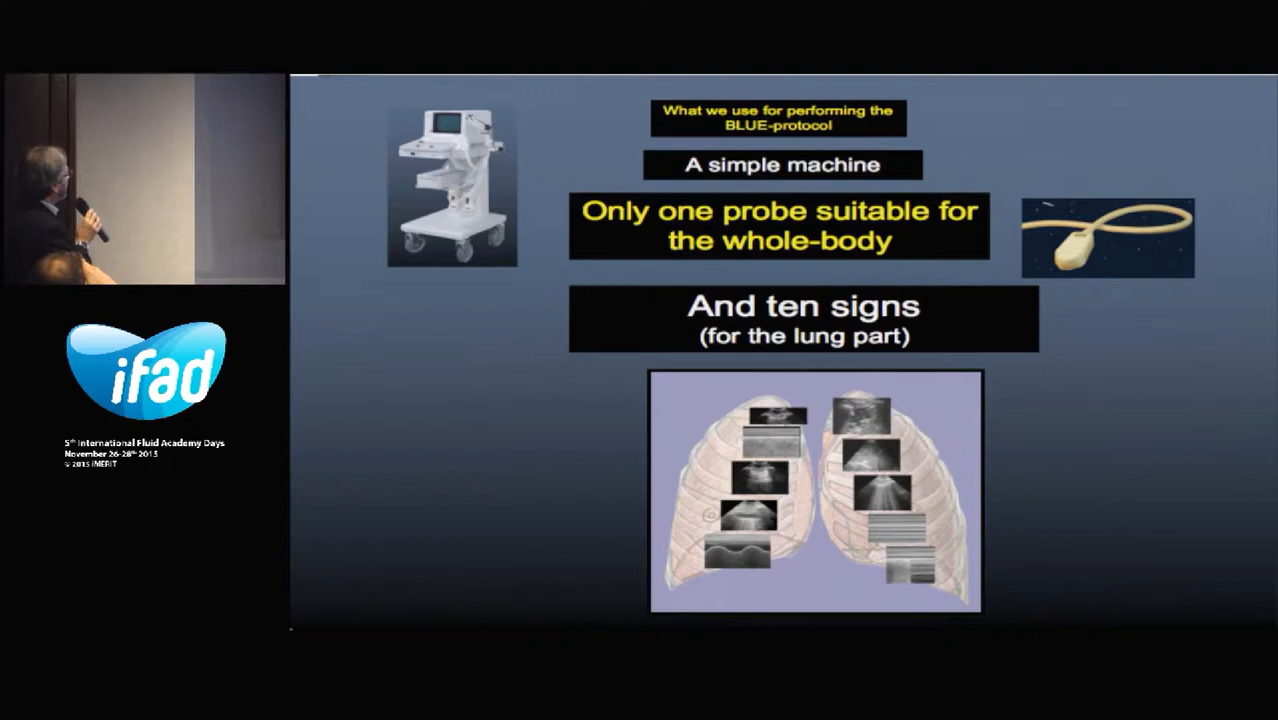 What we use for performing the
BLUE-protocol
A simple machine
Only one probe suitable for
the whole-body
And ten signs
(for the lung part)
ifad
5th International Fluid Academy Days
November 26-28th 2015
© 2015 iMERiT